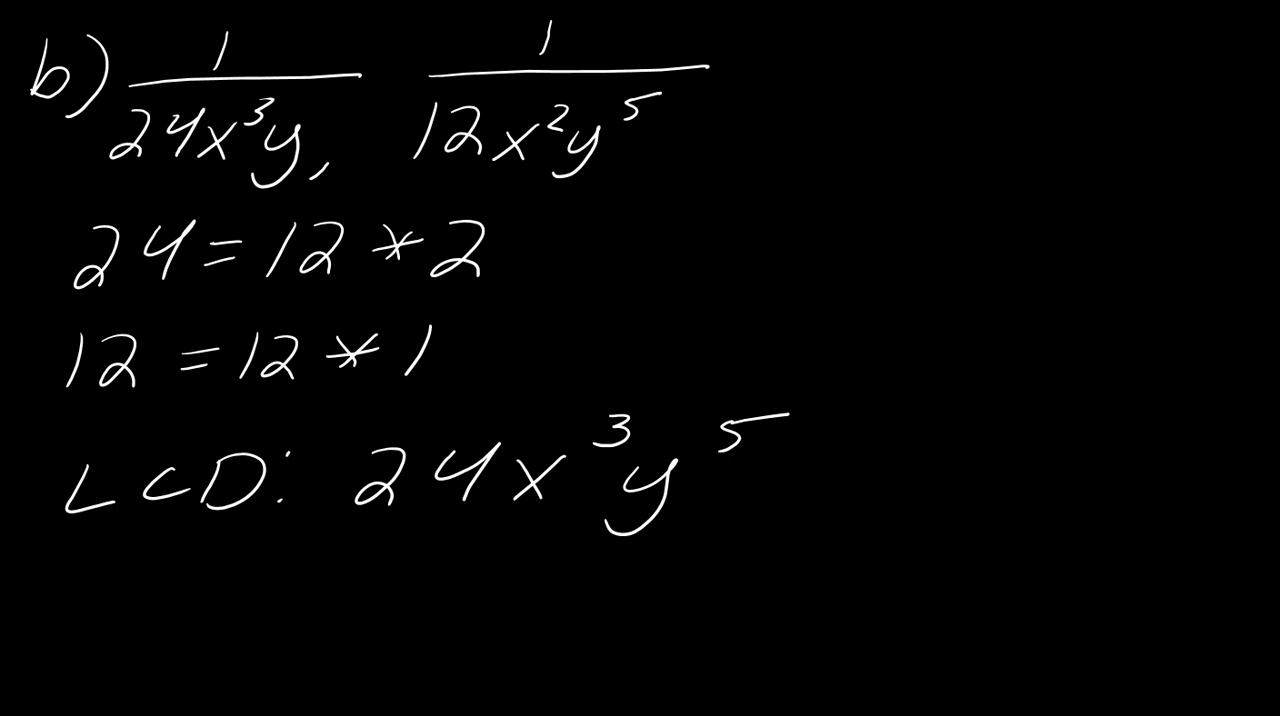 b) 1/(24x³y), 1/(12x²y⁵)
24 = 12 * 2
12 = 12 * 1
LCD: 24x³y⁵